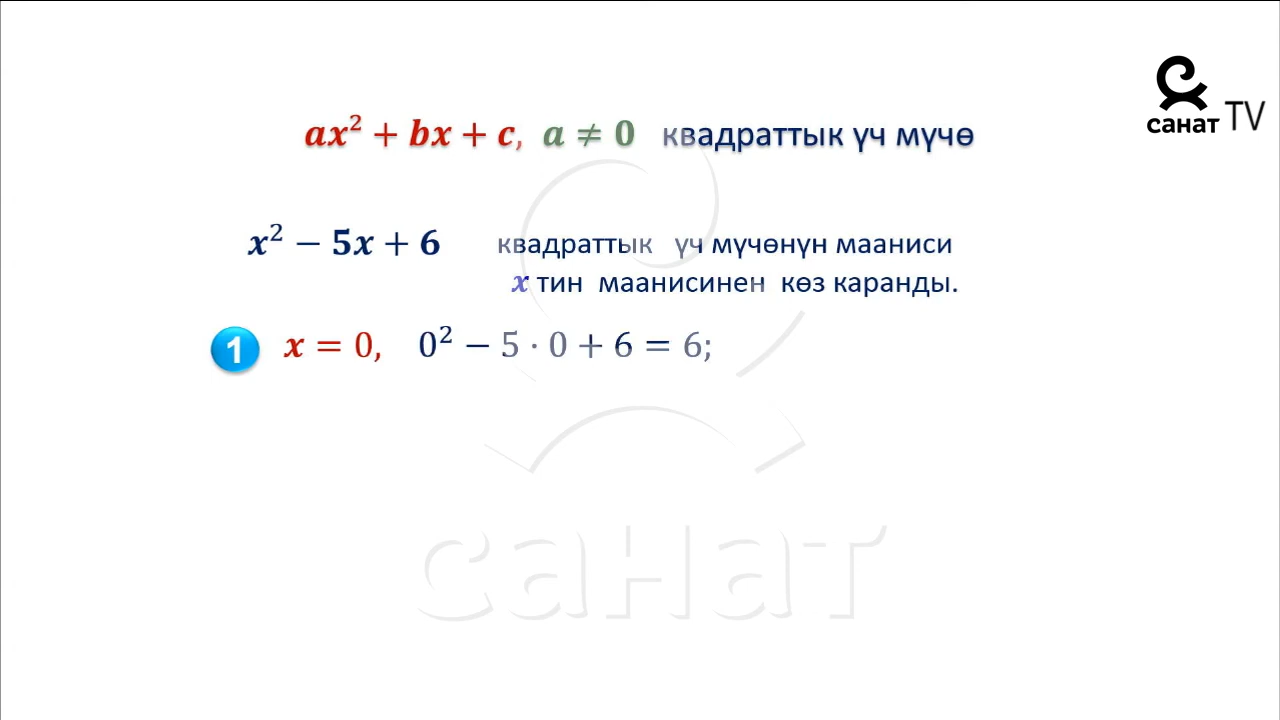 санат TV
ax² + bx + c, a ≠ 0 квадраттык үч мүчө
x² − 5x + 6 квадраттык үч мүчөнүн мааниси
x тин маанисинен көз каранды.
1 x = 0, 0² − 5 · 0 + 6 = 6;
санат